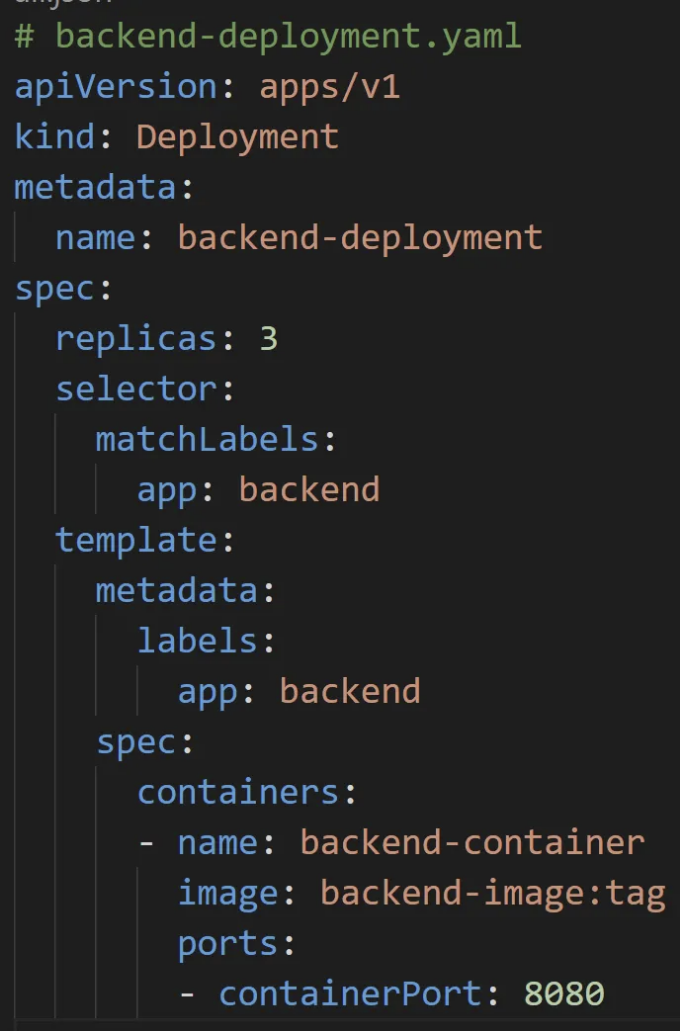 # backend-deployment.yaml
apiVersion: apps/v1
kind: Deployment
metadata:
  name: backend-deployment
spec:
  replicas: 3
  selector:
    matchLabels:
      app: backend
  template:
    metadata:
      labels:
        app: backend
    spec:
      containers:
      - name: backend-container
        image: backend-image:tag
        ports:
        - containerPort: 8080